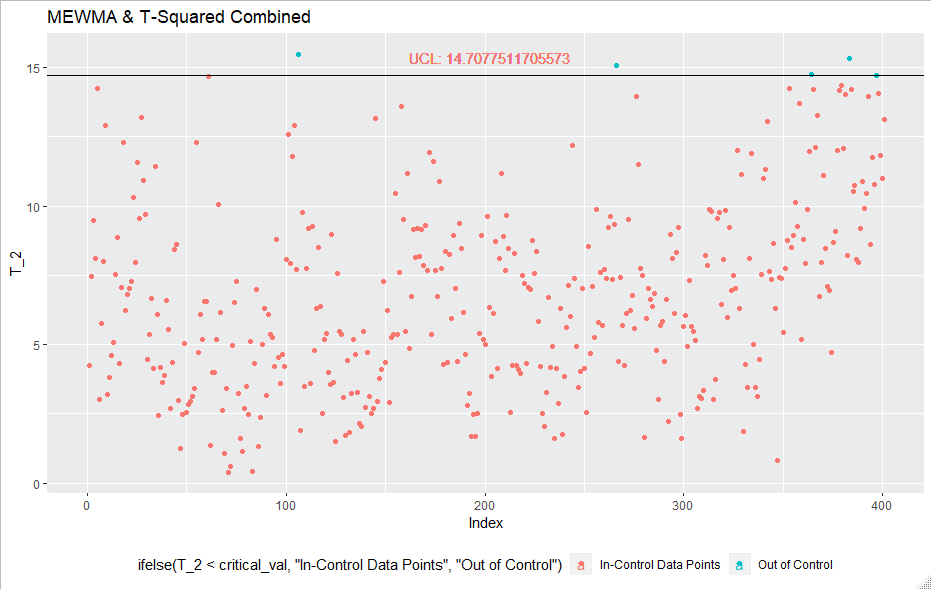 MEWMA & T-Squared Combined
UCL: 14.7077511705573
15
10
5
0
T_2
0 100 200 300 400
Index
ifelse(T_2 < critical_val, "In-Control Data Points", "Out of Control") a In-Control Data Points a Out of Control